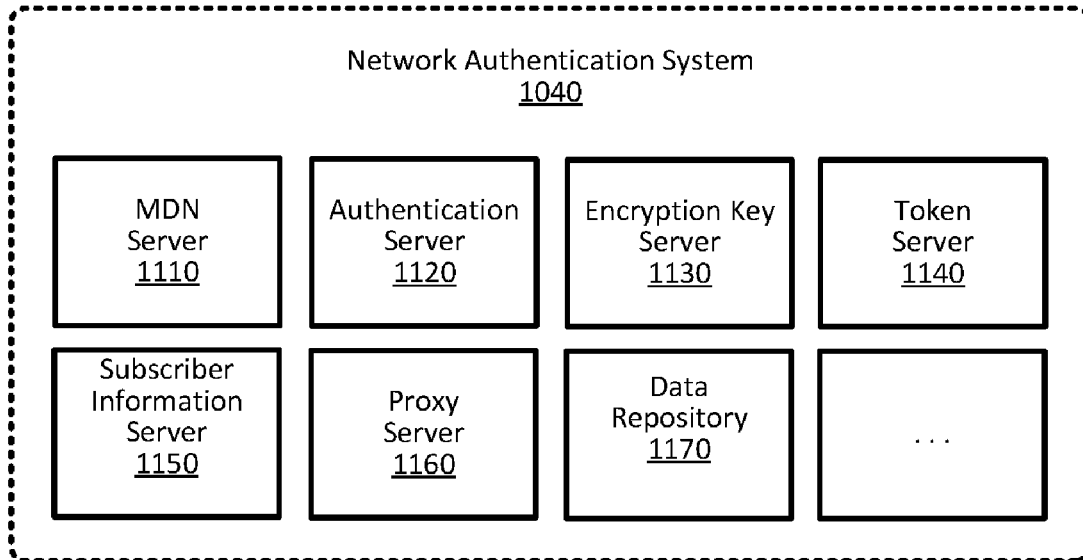 Network Authentication System
1040
MDN
Server
1110
Authentication
Server
1120
Encryption Key
Server
1130
Token
Server
1140
Subscriber
Information
Server
1150
Proxy
Server
1160
Data
Repository
1170
. . .